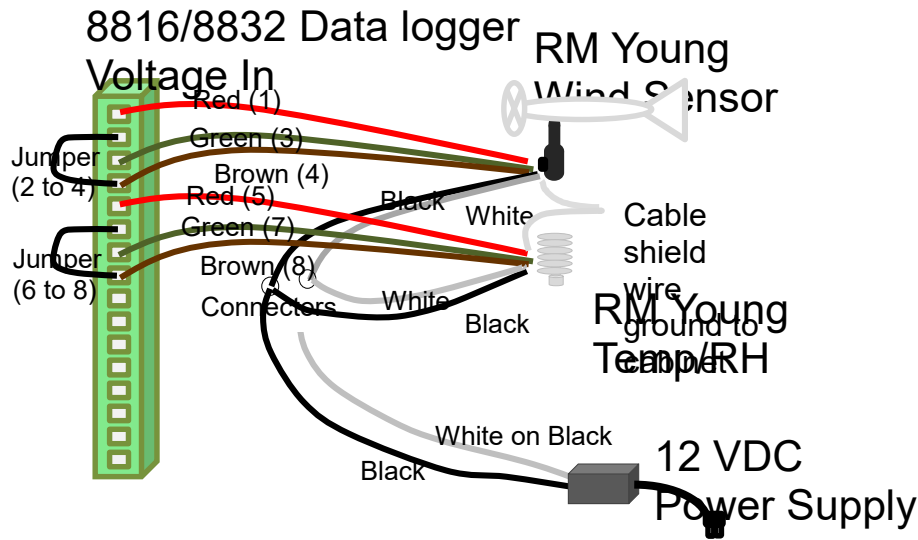 8816/8832 Data logger
Voltage In
RM Young
Wind Sensor
Red (1)
Green (3)
Jumper
(2 to 4)
Brown (4)
Red (5)
Black
White
Green (7)
Cable
shield
wire
ground to
cabinet
Jumper
(6 to 8)
Brown (8)
Connectors
White
Black
RM Young
Temp/RH
White on Black
Black
12 VDC
Power Supply